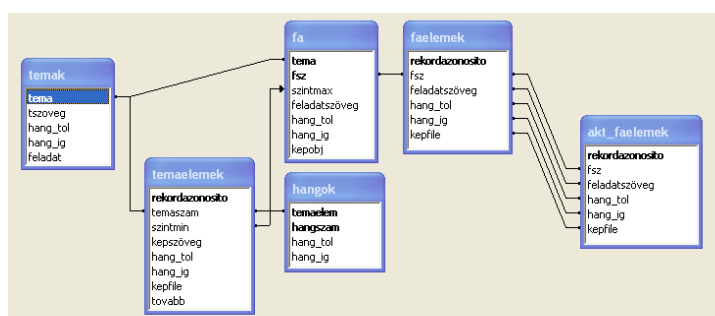 temak
tema
tszoveg
hang_tol
hang_ig
feladat
temaelemek
rekordazonosito
temaszam
szintmin
kepszöveg
hang_tol
hang_ig
kepfile
tovabb
fa
tema
fsz
szintmax
feladatszöveg
hang_tol
hang_ig
kepobj
hangok
temaelem
hangszam
hang_tol
hang_ig
faelemek
rekordazonosito
fsz
feladatszöveg
hang_tol
hang_ig
kepfile
akt_faelemek
rekordazonosito
fsz
feladatszoveg
hang_tol
hang_ig
kepfile